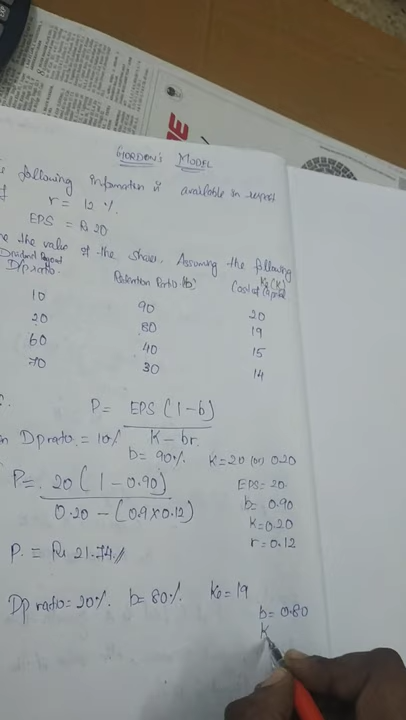 GORDON'S MODEL
following information is available in respect
r = 12 %.
EPS = Rs 20
the value of the shares. Assuming the following
Dividend Payout
D/p ratio. Retention Ratio (b) Cost of Capital
10 90 20
20 80 19
60 40 15
70 30 14
P = EPS (1-b)
K - br
Dp ratio = 10% b = 90%. K = 20 (or) 0.20
P = 20 (1 - 0.90)
0.20 - (0.9 x 0.12)
EPS = 20
b = 0.90
K = 0.20
r = 0.12
P = Rs 21.74 //
Dp ratio = 20%. b = 80%. Ke = 19
b = 0.80
K